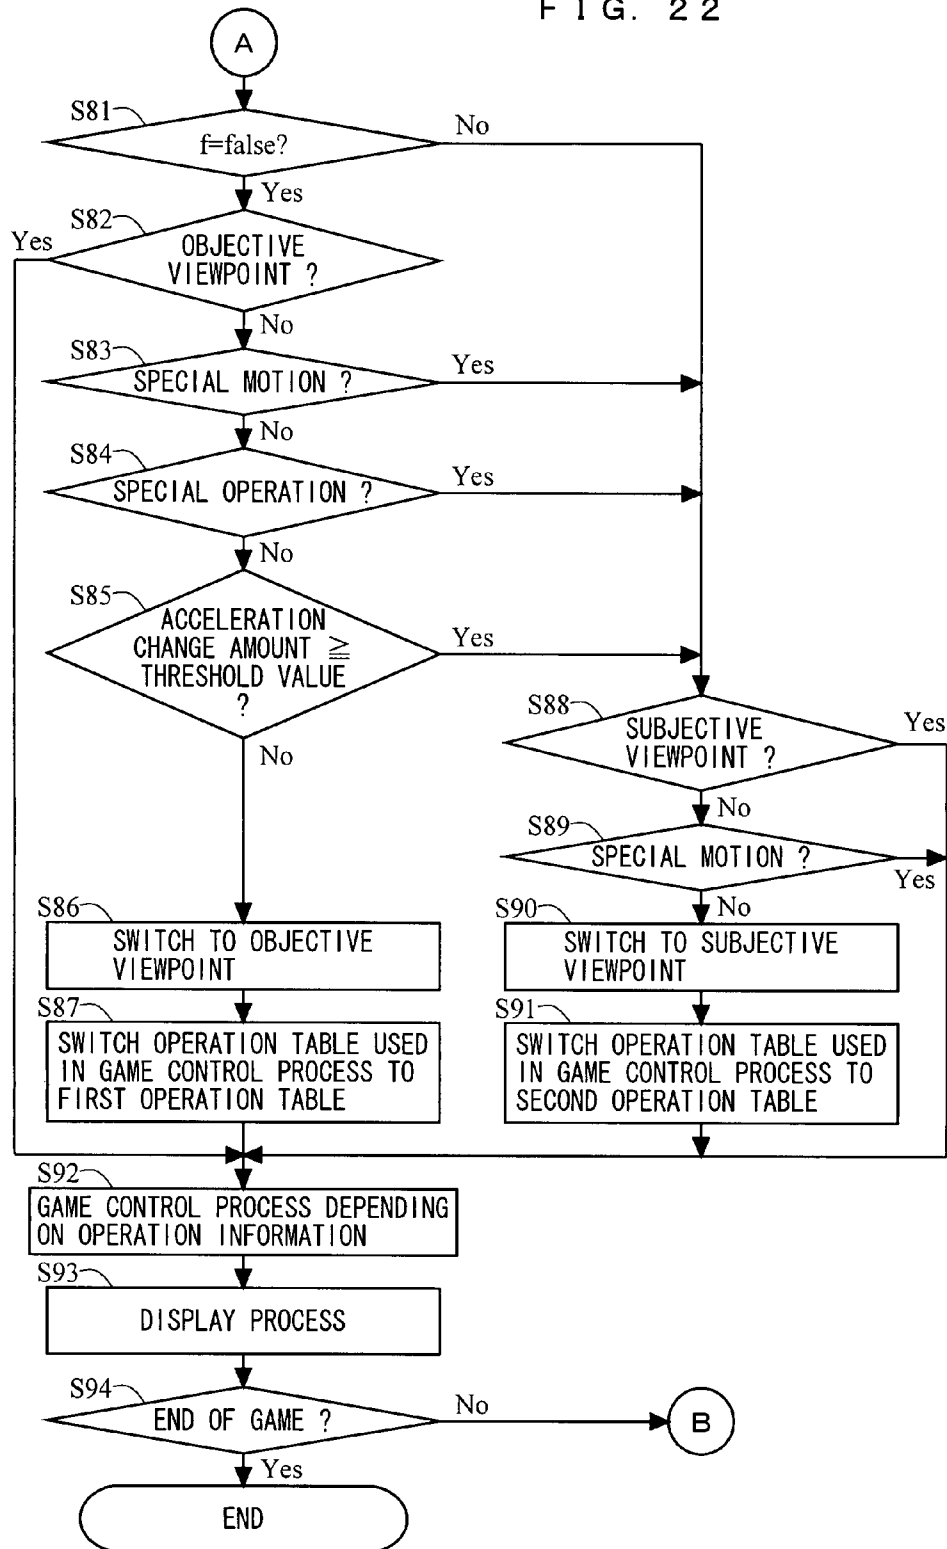 FIG. 22
A
S81
f=false?
No
Yes
S82
Yes
OBJECTIVE
VIEWPOINT ?
No
S83
SPECIAL MOTION ?
Yes
No
S84
SPECIAL OPERATION ?
Yes
No
S85
ACCELERATION
CHANGE AMOUNT ≧
THRESHOLD VALUE
?
Yes
No
S88
SUBJECTIVE
VIEWPOINT ?
Yes
No
S89
SPECIAL MOTION ?
Yes
No
S86
SWITCH TO OBJECTIVE
VIEWPOINT
S90
SWITCH TO SUBJECTIVE
VIEWPOINT
S87
SWITCH OPERATION TABLE USED
IN GAME CONTROL PROCESS TO
FIRST OPERATION TABLE
S91
SWITCH OPERATION TABLE USED
IN GAME CONTROL PROCESS TO
SECOND OPERATION TABLE
S92
GAME CONTROL PROCESS DEPENDING
ON OPERATION INFORMATION
S93
DISPLAY PROCESS
S94
END OF GAME ?
No
B
Yes
END